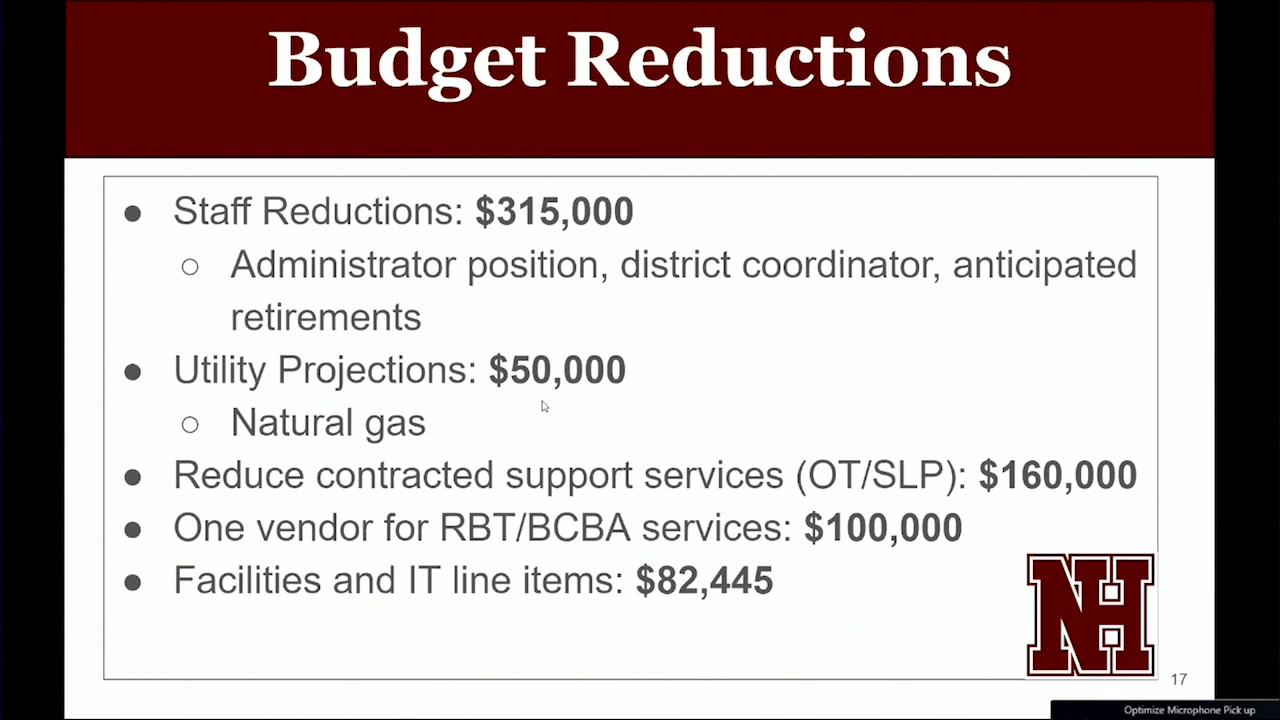 Budget Reductions
● Staff Reductions: $315,000
○ Administrator position, district coordinator, anticipated
retirements
● Utility Projections: $50,000
○ Natural gas
● Reduce contracted support services (OT/SLP): $160,000
● One vendor for RBT/BCBA services: $100,000
● Facilities and IT line items: $82,445
NH
17
Optimize Microphone Pick up